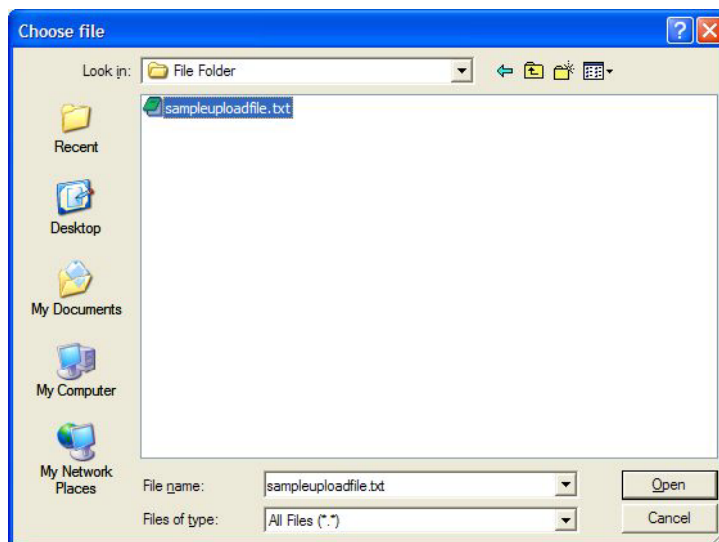 Choose file
Look in: File Folder
sampleuploadfile.txt
Recent
Desktop
My Documents
My Computer
My Network
Places
File name: sampleuploadfile.txt Open
Files of type: All Files (*.*) Cancel